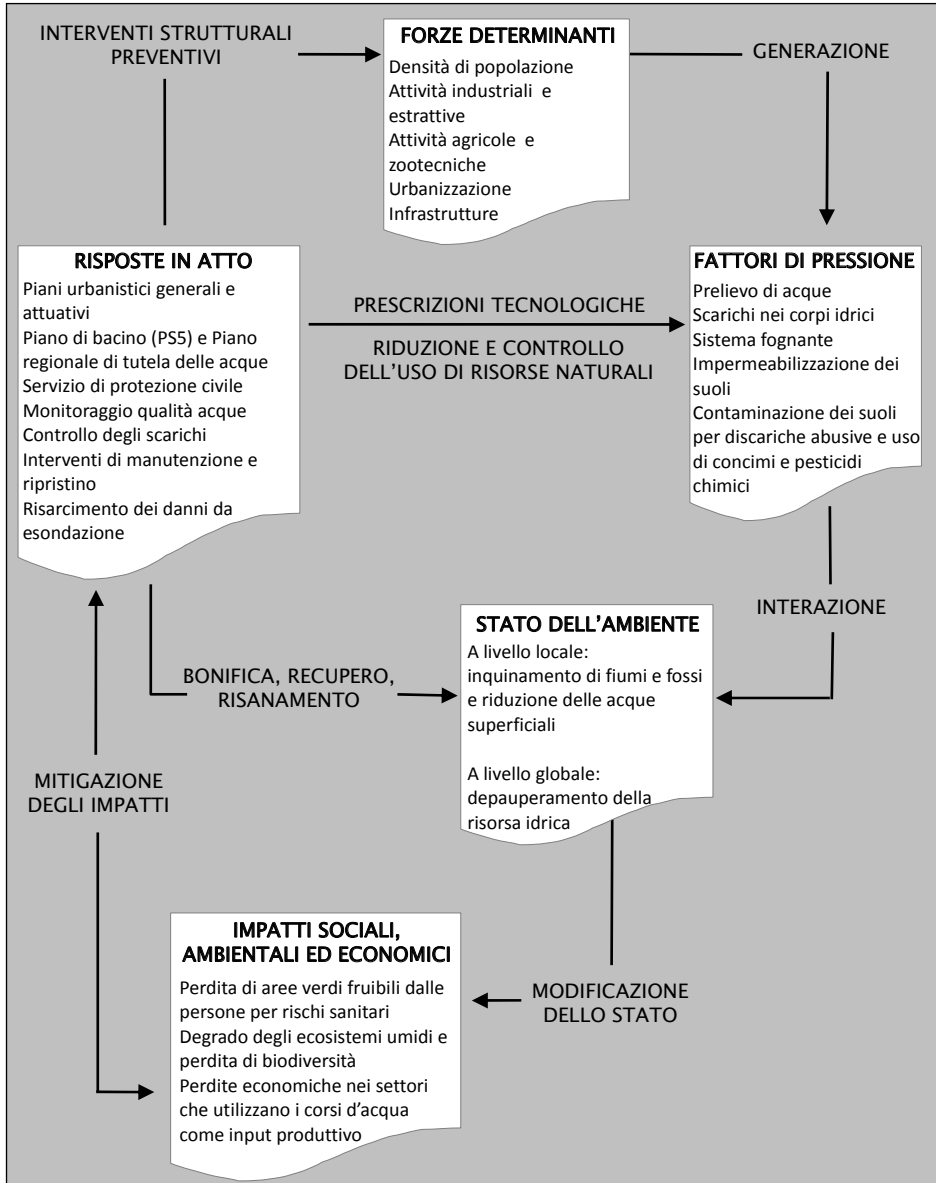 INTERVENTI STRUTTURALI
PREVENTIVI
FORZE DETERMINANTI
Densità di popolazione
Attività industriali e
estrattive
Attività agricole e
zootecniche
Urbanizzazione
Infrastrutture
GENERAZIONE
RISPOSTE IN ATTO
Piani urbanistici generali e
attuativi
Piano di bacino (PS5) e Piano
regionale di tutela delle acque
Servizio di protezione civile
Monitoraggio qualità acque
Controllo degli scarichi
Interventi di manutenzione e
ripristino
Risarcimento dei danni da
esondazione
PRESCRIZIONI TECNOLOGICHE
RIDUZIONE E CONTROLLO
DELL'USO DI RISORSE NATURALI
FATTORI DI PRESSIONE
Prelievo di acque
Scarichi nei corpi idrici
Sistema fognante
Impermeabilizzazione dei
suoli
Contaminazione dei suoli
per discariche abusive e uso
di concimi e pesticidi
chimici
INTERAZIONE
STATO DELL'AMBIENTE
A livello locale:
inquinamento di fiumi e fossi
e riduzione delle acque
superficiali
A livello globale:
depauperamento della
risorsa idrica
BONIFICA, RECUPERO,
RISANAMENTO
MITIGAZIONE
DEGLI IMPATTI
IMPATTI SOCIALI,
AMBIENTALI ED ECONOMICI
Perdita di aree verdi fruibili dalle
persone per rischi sanitari
Degrado degli ecosistemi umidi e
perdita di biodiversità
Perdite economiche nei settori
che utilizzano i corsi d'acqua
come input produttivo
MODIFICAZIONE
DELLO STATO